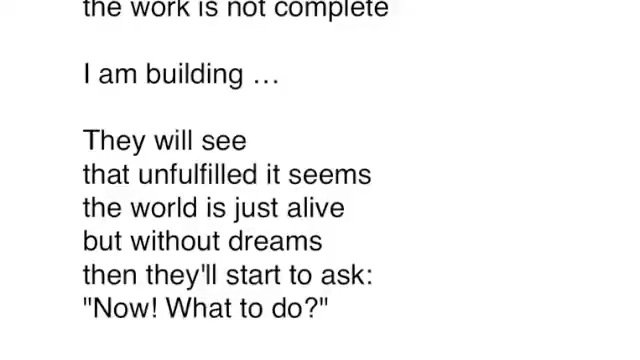 the work is not complete
I am building …
They will see
that unfulfilled it seems
the world is just alive
but without dreams
then they'll start to ask:
"Now! What to do?"